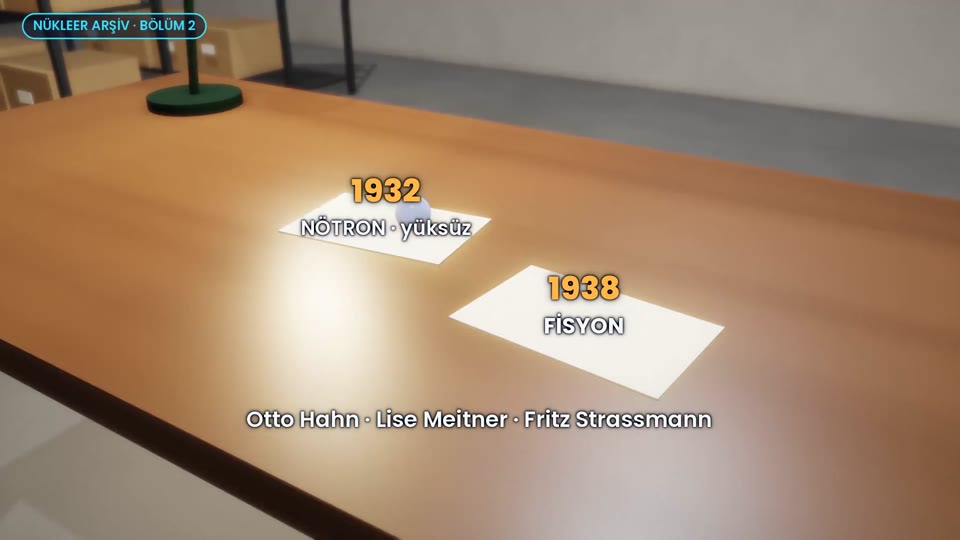 NÜKLEER ARŞİV · BÖLÜM 2
1932
NÖTRON · yüksüz
1938
FİSYON
Otto Hahn · Lise Meitner · Fritz Strassmann